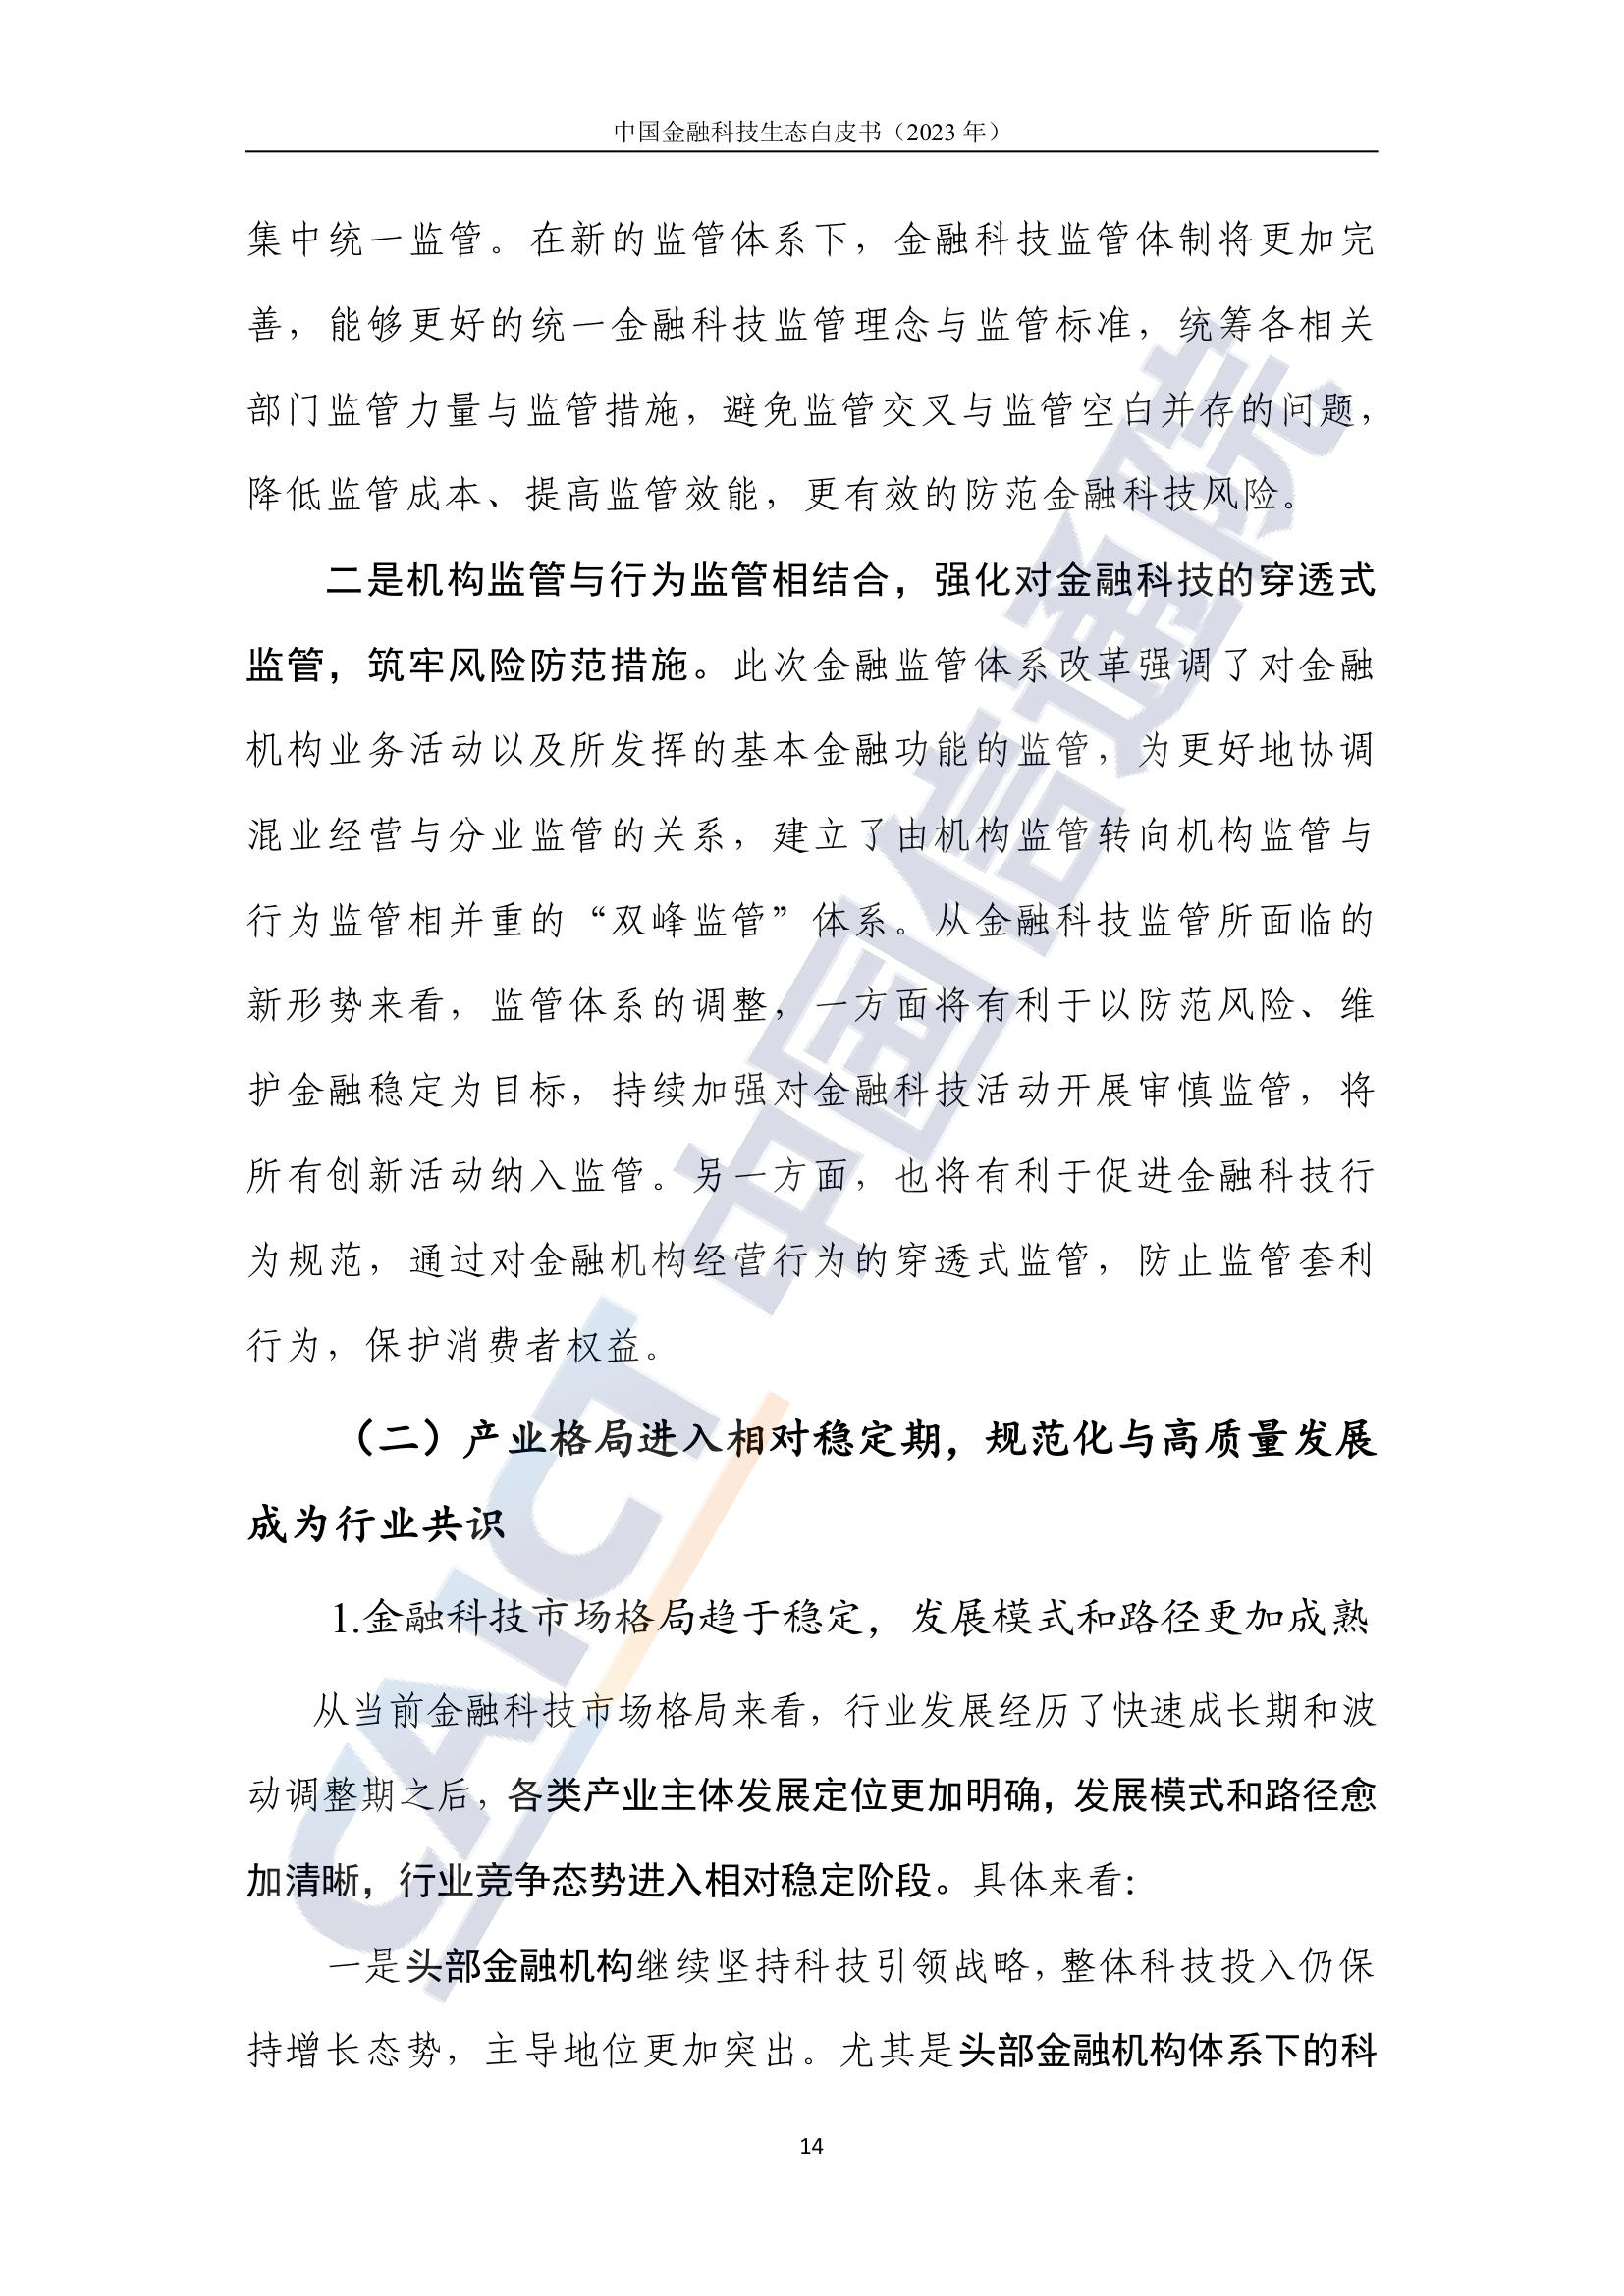 中国金融科技生态白皮书（2023 年）
集中统一监管。在新的监管体系下，金融科技监管体制将更加完
善，能够更好的统一金融科技监管理念与监管标准，统筹各相关
部门监管力量与监管措施，避免监管交叉与监管空白并存的问题，
降低监管成本、提高监管效能，更有效的防范金融科技风险。
二是机构监管与行为监管相结合，强化对金融科技的穿透式
监管，筑牢风险防范措施。此次金融监管体系改革强调了对金融
机构业务活动以及所发挥的基本金融功能的监管，为更好地协调
混业经营与分业监管的关系，建立了由机构监管转向机构监管与
行为监管相并重的“双峰监管”体系。从金融科技监管所面临的
新形势来看，监管体系的调整，一方面将有利于以防范风险、维
护金融稳定为目标，持续加强对金融科技活动开展审慎监管，将
所有创新活动纳入监管。另一方面，也将有利于促进金融科技行
为规范，通过对金融机构经营行为的穿透式监管，防止监管套利
行为，保护消费者权益。
（二）产业格局进入相对稳定期，规范化与高质量发展
成为行业共识
1.金融科技市场格局趋于稳定，发展模式和路径更加成熟
从当前金融科技市场格局来看，行业发展经历了快速成长期和波
动调整期之后，各类产业主体发展定位更加明确，发展模式和路径愈
加清晰，行业竞争态势进入相对稳定阶段。具体来看：
一是头部金融机构继续坚持科技引领战略，整体科技投入仍保
持增长态势，主导地位更加突出。尤其是头部金融机构体系下的科
14
CAICT 中国信通院